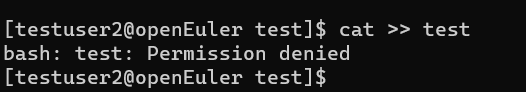 [testuser2@openEuler test]$ cat >> test
bash: test: Permission denied
[testuser2@openEuler test]$